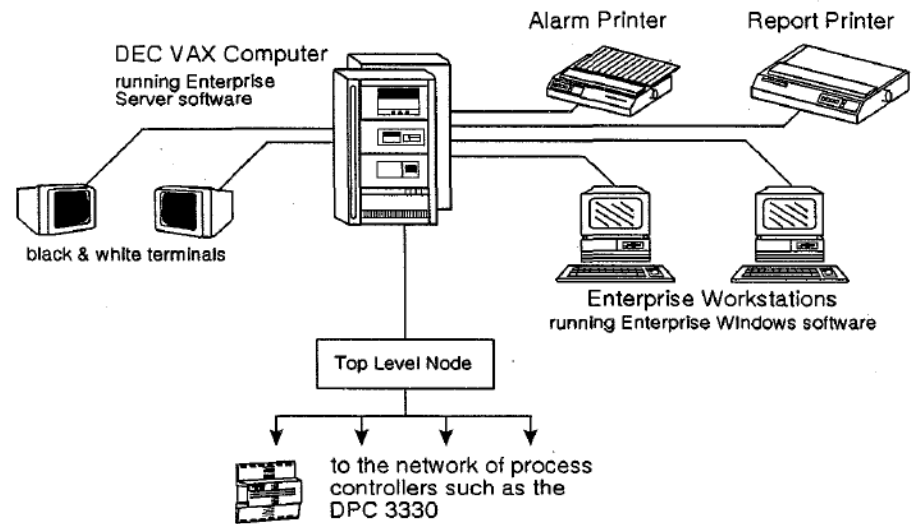 Alarm Printer
Report Printer
DEC VAX Computer
running Enterprise
Server software
black & white terminals
Enterprise Workstations
running Enterprise Windows software
Top Level Node
to the network of process
controllers such as the
DPC 3330